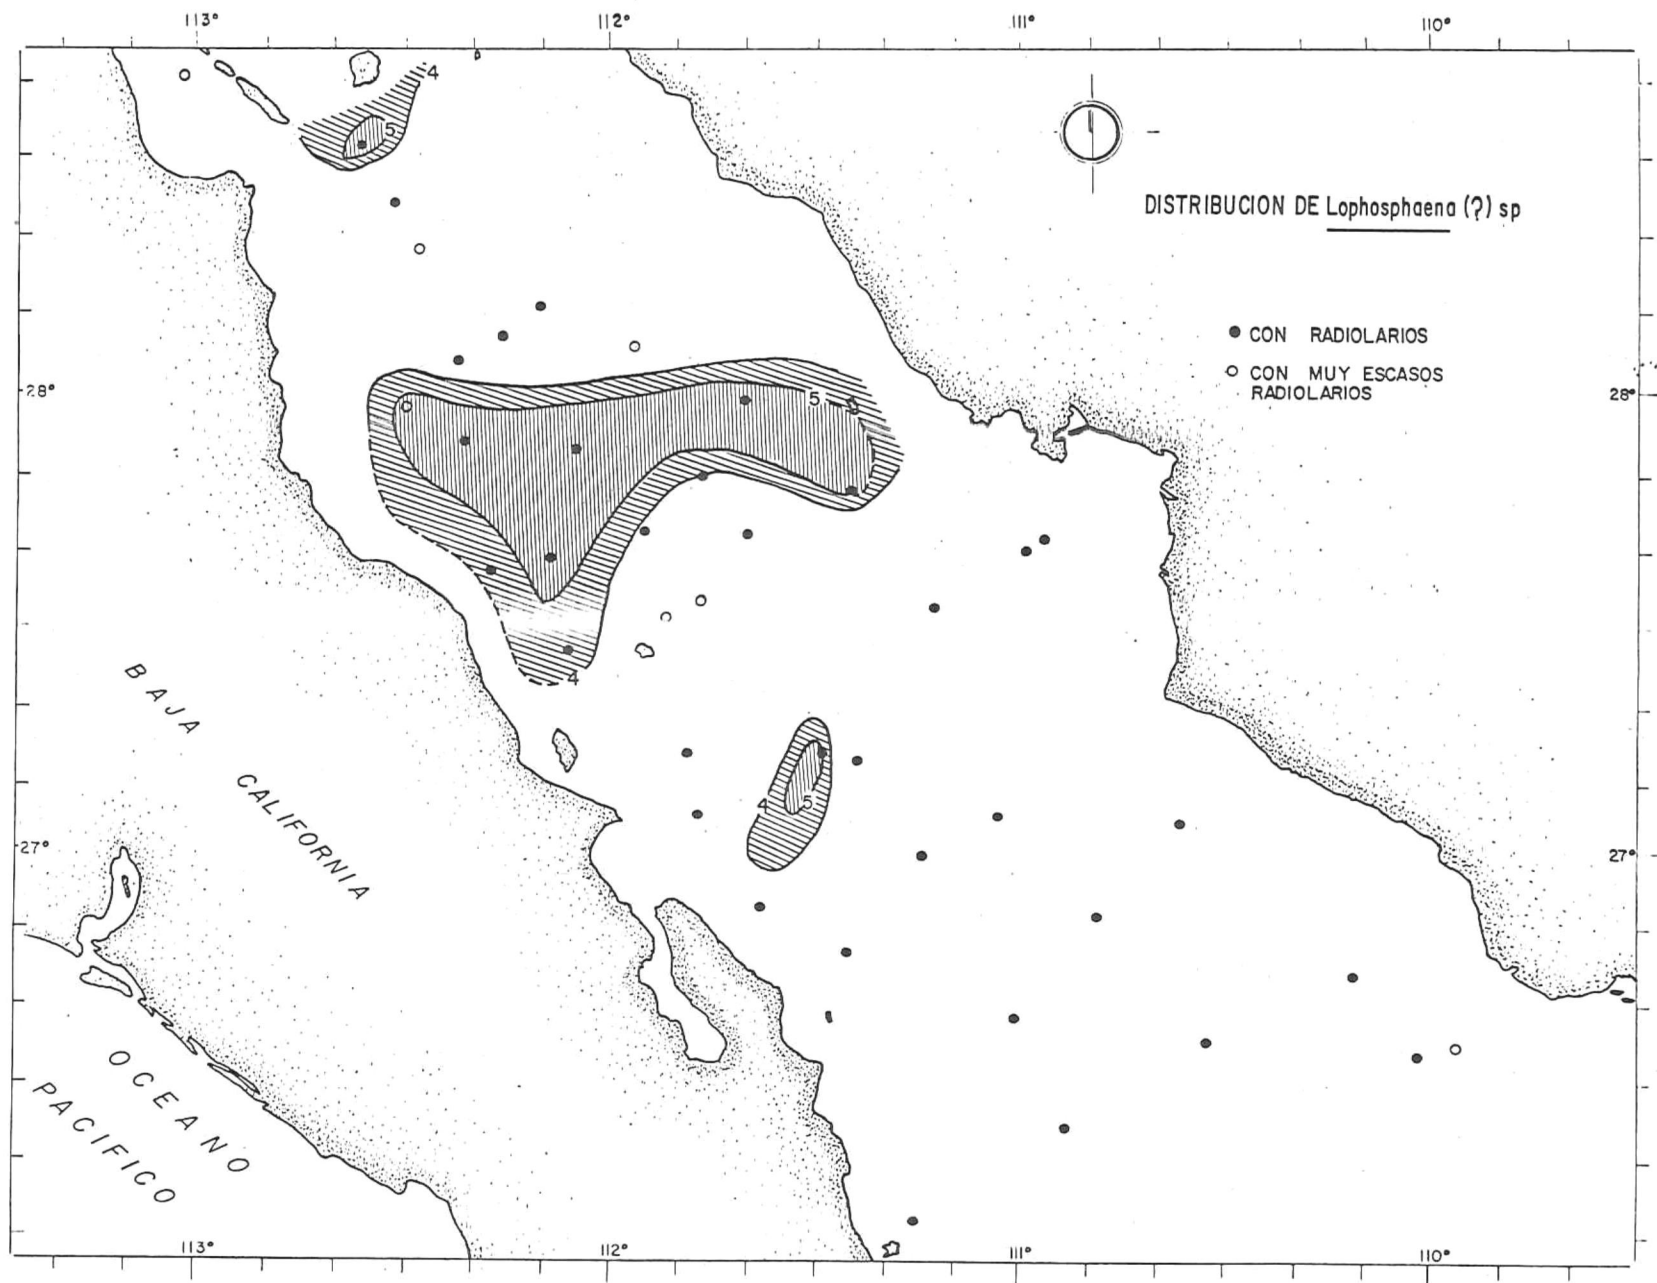 113°
112°
111°
110°
4
5
DISTRIBUCION DE Lophosphaena (?) sp
CON RADIOLARIOS
CON MUY ESCASOS
RADIOLARIOS
28°
28°
5
4
BAJA
CALIFORNIA
4
5
27°
27°
OCEANO
PACIFICO
113°
112°
111°
110°